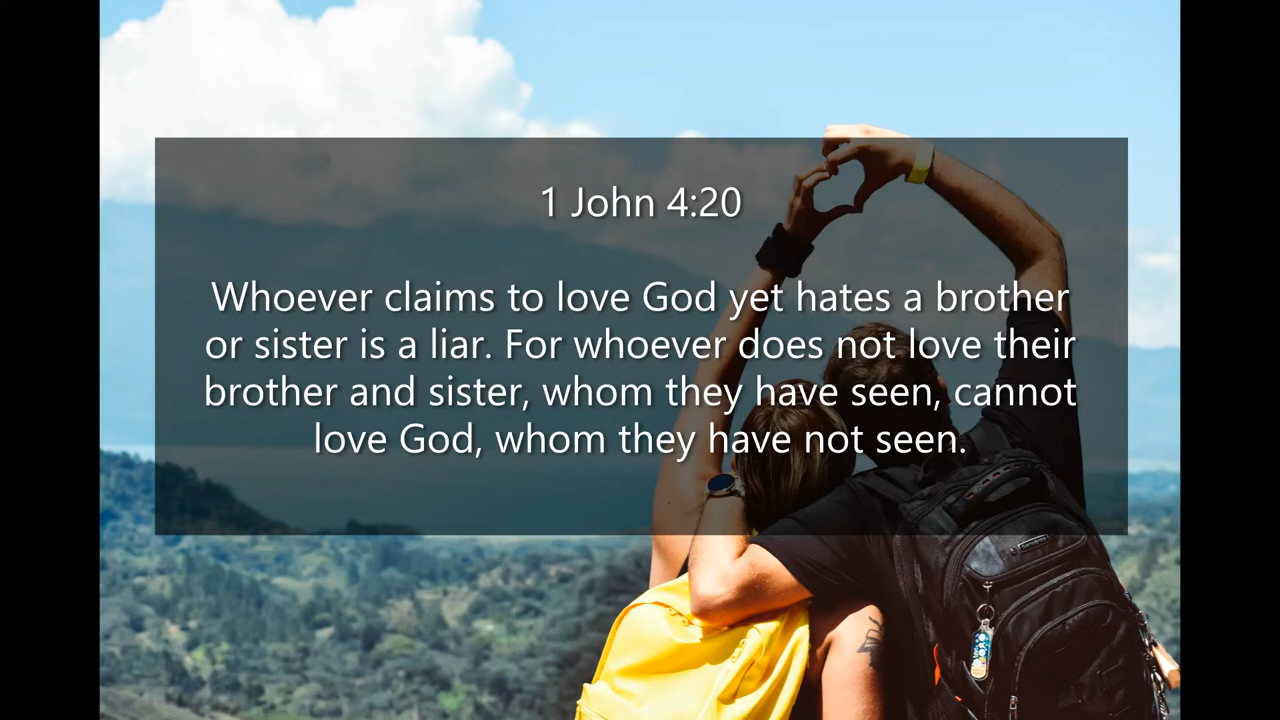 1 John 4:20
Whoever claims to love God yet hates a brother
or sister is a liar. For whoever does not love their
brother and sister, whom they have seen, cannot
love God, whom they have not seen.